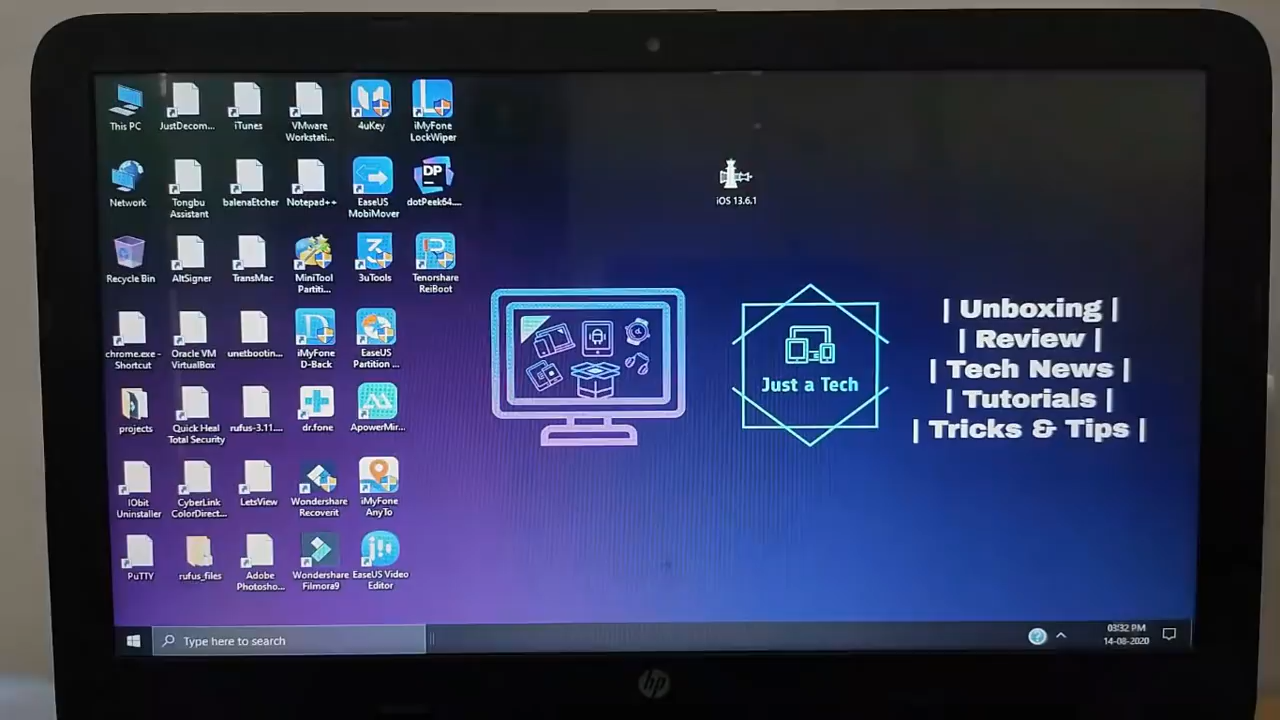 This PC
JustDecom...
iTunes
VMware
Workstati...
4uKey
iMyFone
LockWiper
Network
Tongbu
Assistant
balenaEtcher
Notepad++
EaseUS
MobiMover
DP
dotPeek64....
iOS 13.6.1
Recycle Bin
AltSigner
TransMac
MiniTool
Partiti...
3uTools
Tenorshare
ReiBoot
chrome.exe -
Shortcut
Oracle VM
VirtualBox
unetbootin...
iMyFone
D-Back
EaseUS
Partition ...
projects
Quick Heal
Total Security
rufus-3.11....
dr.fone
ApowerMir...
IObit
Uninstaller
CyberLink
ColorDirect...
LetsView
Wondershare
Recoverit
iMyFone
AnyTo
PuTTY
rufus_files
Adobe
Photosho...
Wondershare
Filmora9
EaseUS Video
Editor
Just a Tech
| Unboxing |
| Review |
| Tech News |
| Tutorials |
| Tricks & Tips |
Type here to search
03:32 PM
14-08-2020
hp